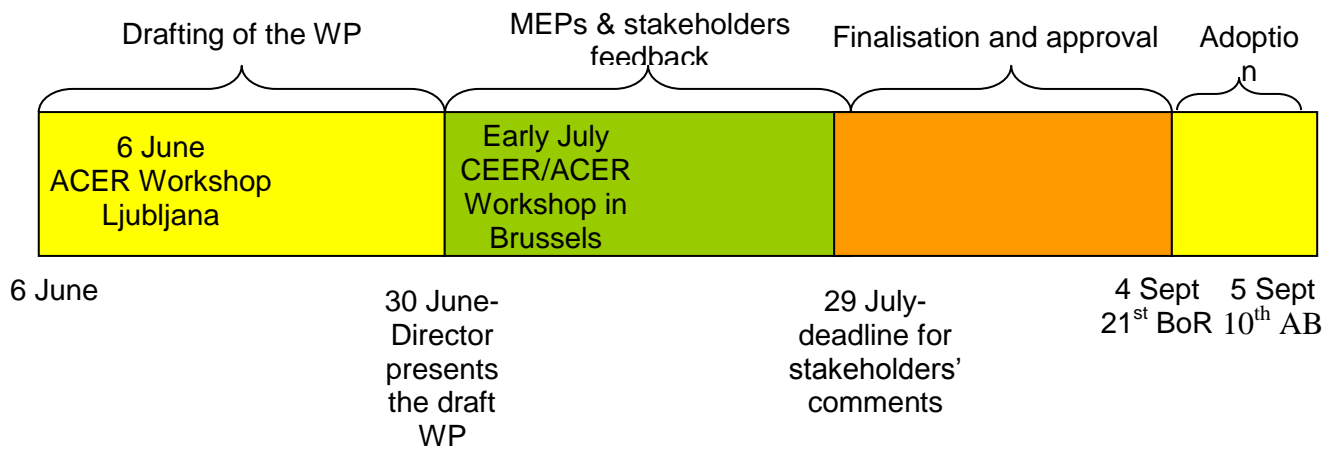 Drafting of the WP
MEPs & stakeholders
feedback
Finalisation and approval
Adoptio
n
6 June
ACER Workshop
Ljubljana
Early July
CEER/ACER
Workshop in
Brussels
6 June
30 June-
Director
presents
the draft
WP
29 July-
deadline for
stakeholders’
comments
4 Sept
21st BoR
5 Sept
10th AB